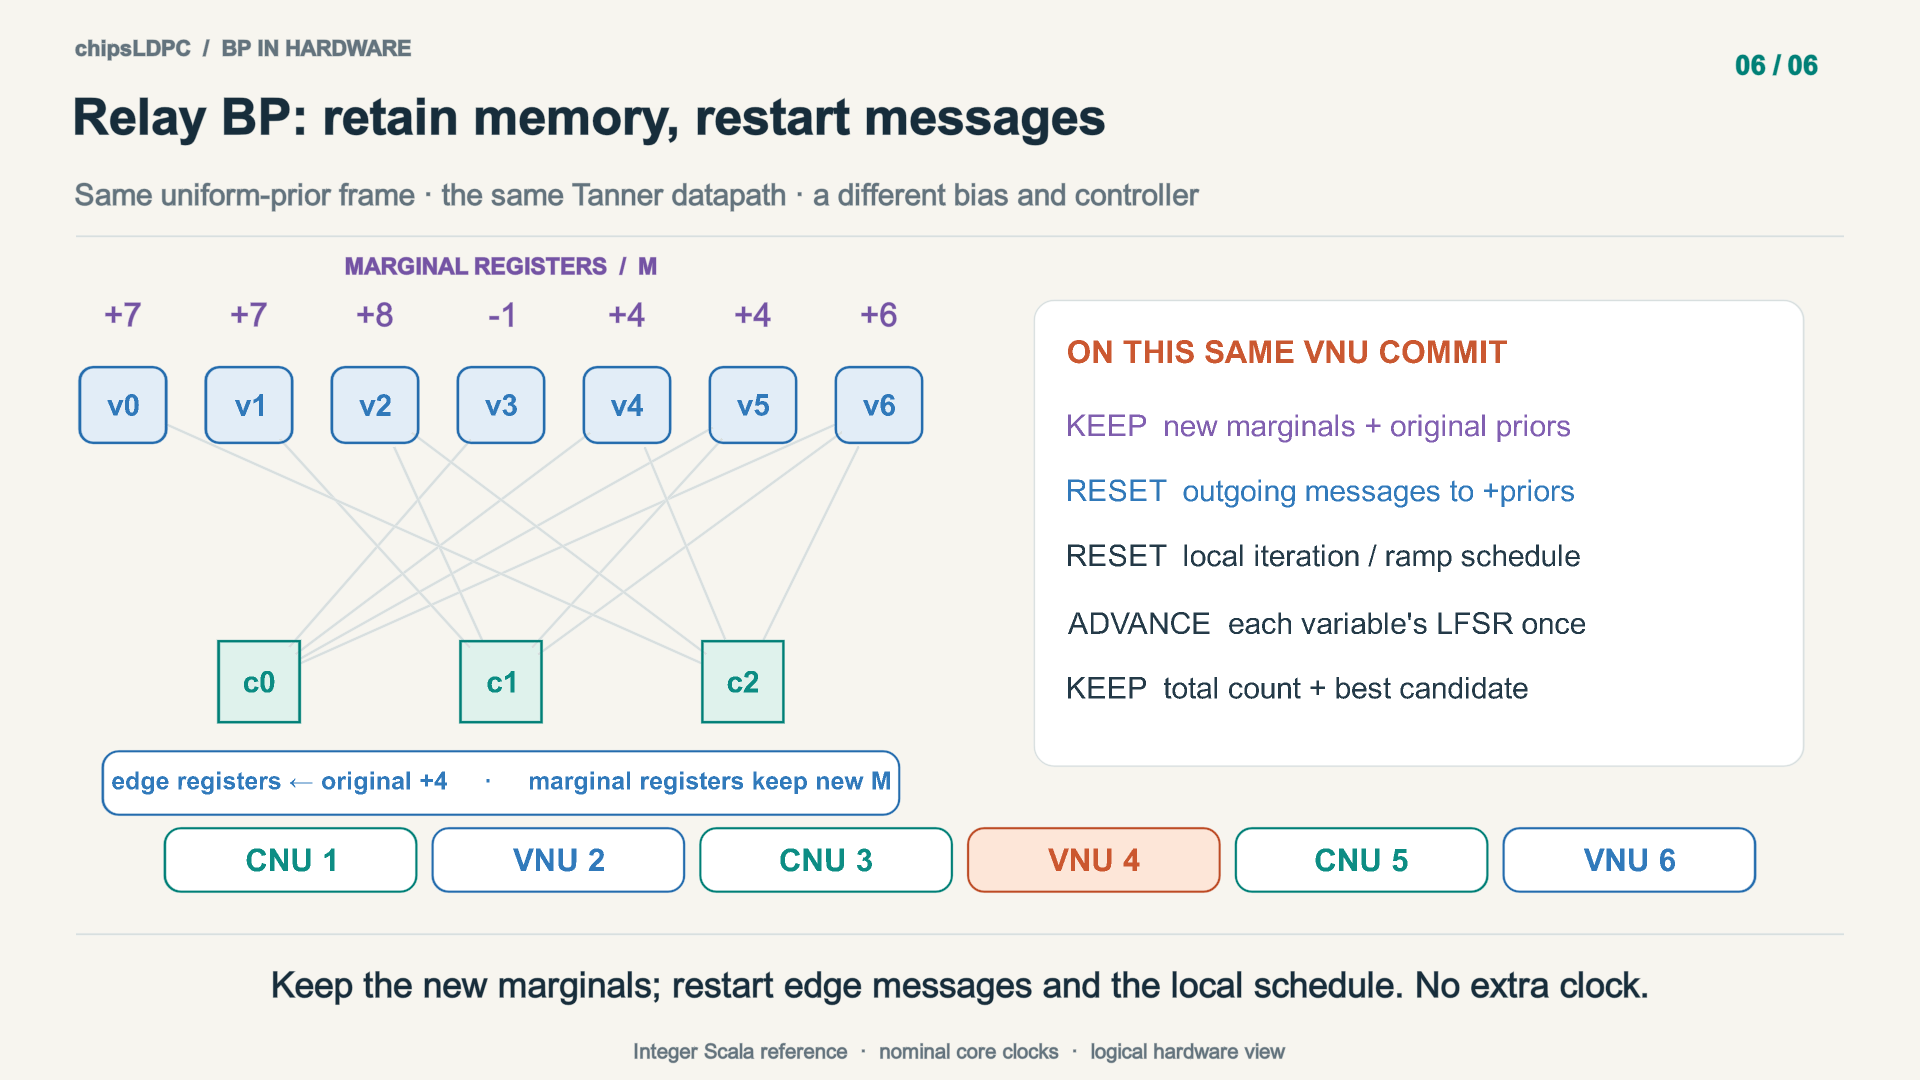 chipsLDPC / BP IN HARDWARE
06 / 06
Relay BP: retain memory, restart messages
Same uniform-prior frame · the same Tanner datapath · a different bias and controller
MARGINAL REGISTERS / M
+7 +7 +8 -1 +4 +4 +6
v0 v1 v2 v3 v4 v5 v6
c0 c1 c2
edge registers ← original +4 · marginal registers keep new M
ON THIS SAME VNU COMMIT
KEEP new marginals + original priors
RESET outgoing messages to +priors
RESET local iteration / ramp schedule
ADVANCE each variable's LFSR once
KEEP total count + best candidate
CNU 1 VNU 2 CNU 3 VNU 4 CNU 5 VNU 6
Keep the new marginals; restart edge messages and the local schedule. No extra clock.
Integer Scala reference · nominal core clocks · logical hardware view